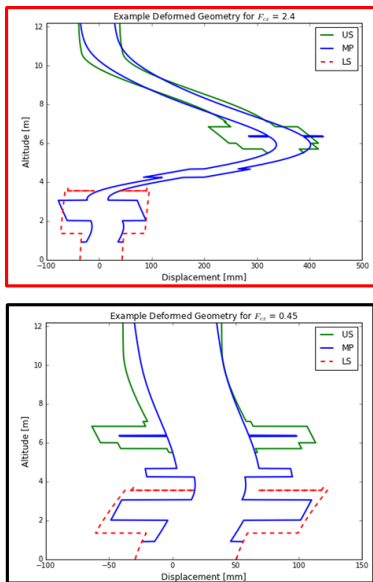 Example Deformed Geometry for F_cz = 2.4
US
MP
LS
12
10
8
6
4
2
0
Altitude [m]
−100 0 100 200 300 400 500
Displacement [mm]
Example Deformed Geometry for F_cz = 0.45
US
MP
LS
12
10
8
6
4
2
0
Altitude [m]
−100 −50 0 50 100 150
Displacement [mm]